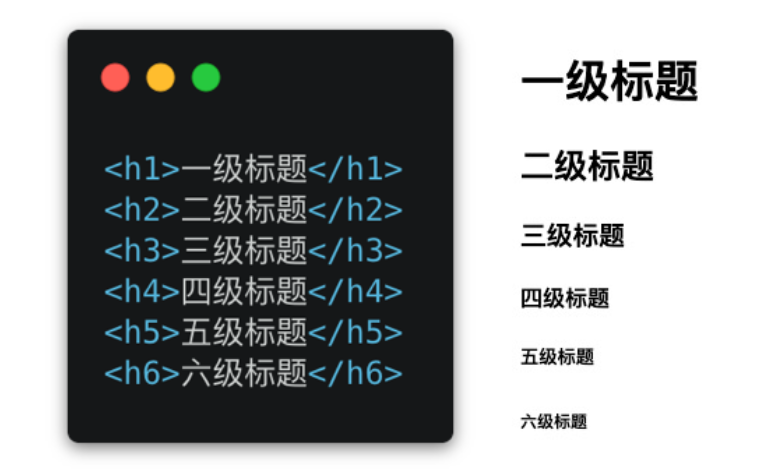 <h1>一级标题</h1>
<h2>二级标题</h2>
<h3>三级标题</h3>
<h4>四级标题</h4>
<h5>五级标题</h5>
<h6>六级标题</h6>
一级标题
二级标题
三级标题
四级标题
五级标题
六级标题